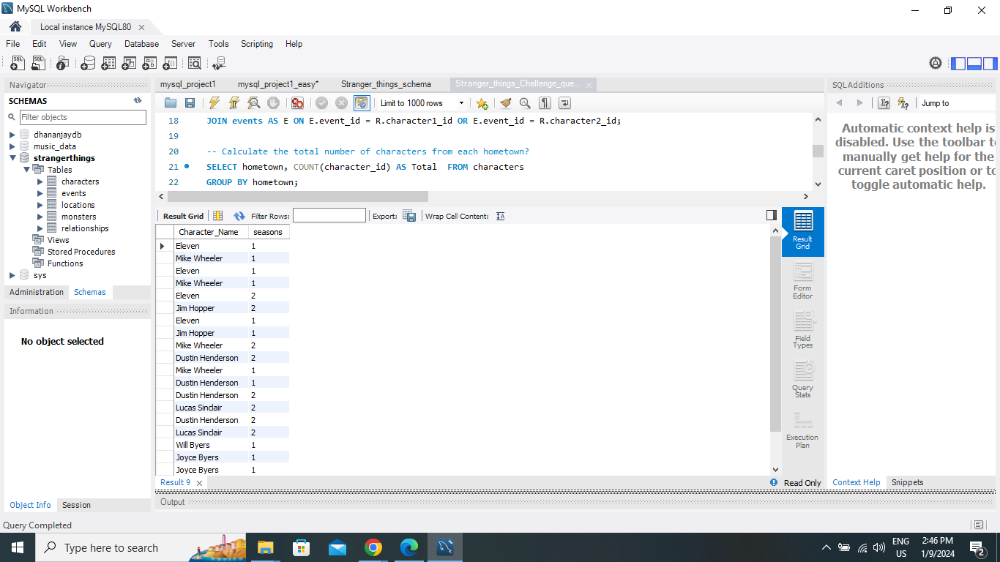 MySQL Workbench
Local instance MySQL80
File Edit View Query Database Server Tools Scripting Help
Navigator
SCHEMAS
Filter objects
dhananjaydb
music_data
strangerthings
Tables
characters
events
locations
monsters
relationships
Views
Stored Procedures
Functions
sys
Administration Schemas
Information
No object selected
Object Info Session
mysql_project1 mysql_project1_easy* Stranger_things_schema Stranger_things_Challenge_que...
Limit to 1000 rows
18 JOIN events AS E ON E.event_id = R.character1_id OR E.event_id = R.character2_id;
19
20 -- Calculate the total number of characters from each hometown?
21 SELECT hometown, COUNT(character_id) AS Total FROM characters
22 GROUP BY hometown;
Result Grid Filter Rows: Export: Wrap Cell Content:
Character_Name seasons
Eleven 1
Mike Wheeler 1
Eleven 1
Mike Wheeler 1
Eleven 2
Jim Hopper 2
Eleven 1
Jim Hopper 1
Mike Wheeler 2
Dustin Henderson 2
Mike Wheeler 1
Dustin Henderson 1
Dustin Henderson 2
Lucas Sinclair 2
Dustin Henderson 2
Lucas Sinclair 2
Will Byers 1
Joyce Byers 1
Joyce Byers 1
Result Grid
Form Editor
Field Types
Query Stats
Execution Plan
Result 9
Read Only
Output
SQLAdditions
Jump to
Automatic context help is
disabled. Use the toolbar to
manually get help for the
current caret position or to
toggle automatic help.
Context Help Snippets
Query Completed
Type here to search
ENG
US
2:46 PM
1/9/2024
2